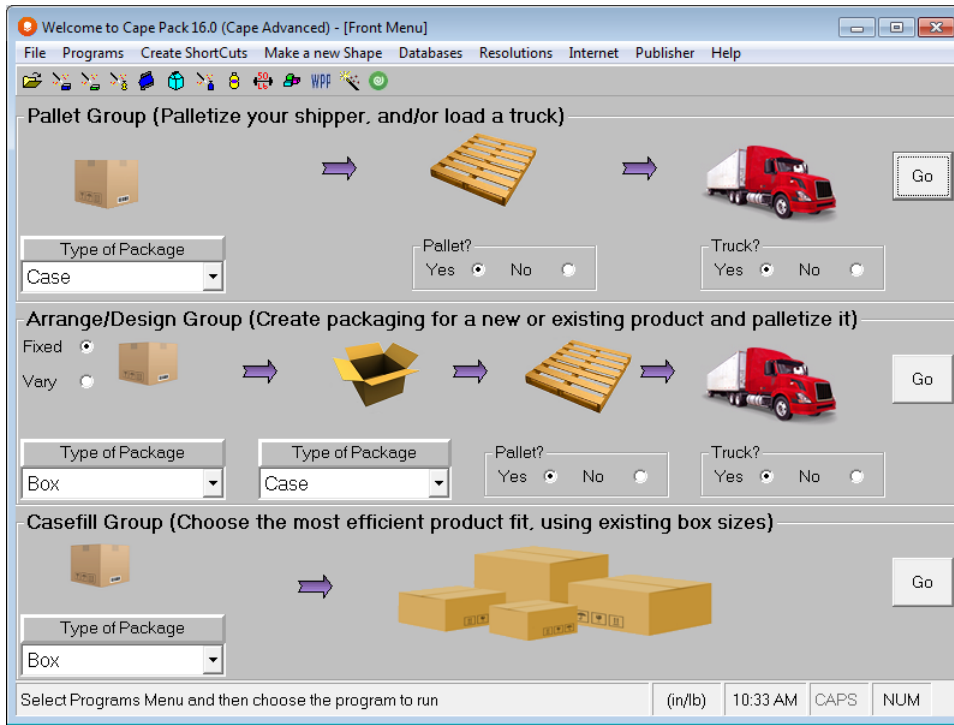 Welcome to Cape Pack 16.0 (Cape Advanced) - [Front Menu]
File Programs Create ShortCuts Make a new Shape Databases Resolutions Internet Publisher Help
WPP
Pallet Group (Palletize your shipper, and/or load a truck)
Go
Type of Package
Pallet?
Truck?
Case
Yes No
Yes No
Arrange/Design Group (Create packaging for a new or existing product and palletize it)
Fixed
Vary
Go
Type of Package
Type of Package
Pallet?
Truck?
Box
Case
Yes No
Yes No
Casefill Group (Choose the most efficient product fit, using existing box sizes)
Go
Type of Package
Box
Select Programs Menu and then choose the program to run (in/lb) 10:33 AM CAPS NUM